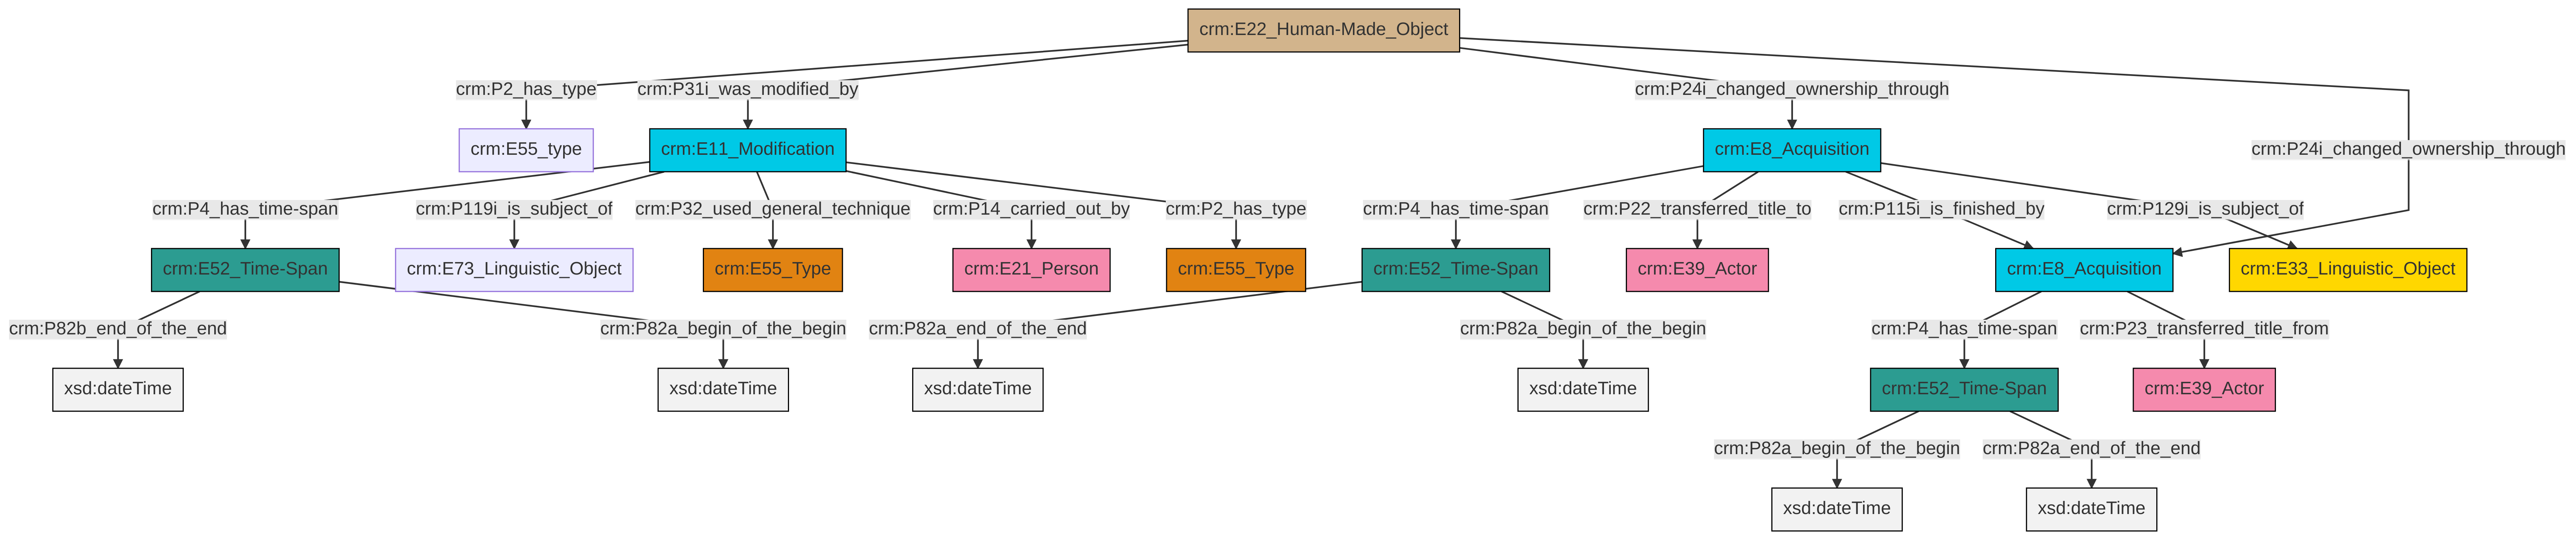 crm:E22_Human-Made_Object
crm:P2_has_type
crm:P31i_was_modified_by
crm:P24i_changed_ownership_through
crm:E55_type
crm:E11_Modification
crm:E8_Acquisition
crm:P24i_changed_ownership_through
crm:P4_has_time-span
crm:P119i_is_subject_of
crm:P32_used_general_technique
crm:P14_carried_out_by
crm:P2_has_type
crm:P4_has_time-span
crm:P22_transferred_title_to
crm:P115i_is_finished_by
crm:P129i_is_subject_of
crm:E52_Time-Span
crm:E73_Linguistic_Object
crm:E55_Type
crm:E21_Person
crm:E55_Type
crm:E52_Time-Span
crm:E39_Actor
crm:E8_Acquisition
crm:E33_Linguistic_Object
crm:P82b_end_of_the_end
crm:P82a_begin_of_the_begin
crm:P82a_end_of_the_end
crm:P82a_begin_of_the_begin
crm:P4_has_time-span
crm:P23_transferred_title_from
xsd:dateTime
xsd:dateTime
xsd:dateTime
xsd:dateTime
crm:E52_Time-Span
crm:E39_Actor
crm:P82a_begin_of_the_begin
crm:P82a_end_of_the_end
xsd:dateTime
xsd:dateTime